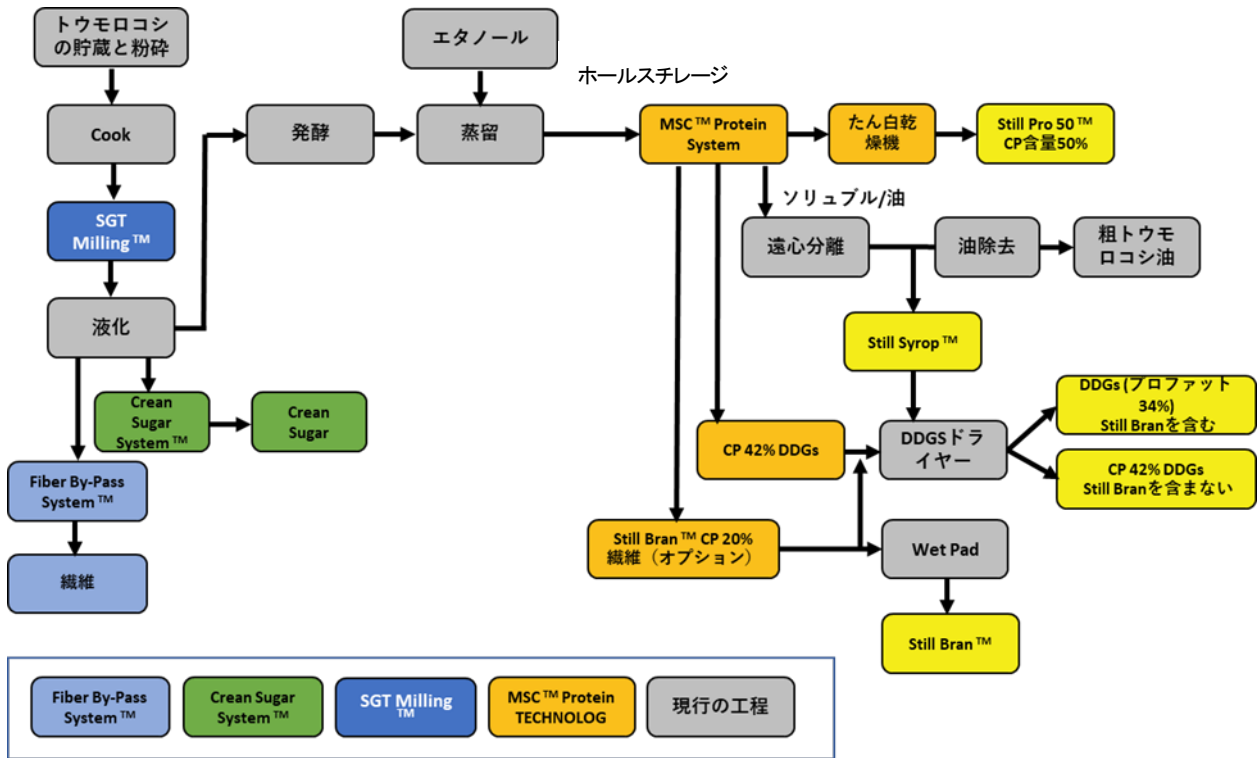 トウモロコシ
の貯蔵と粉砕
エタノール
ホールスチレージ
Cook
発酵
蒸留
MSC™ Protein
System
たん白乾
燥機
Still Pro 50™
CP含量50%
SGT
Milling™
ソリュブル/油
遠心分離
油除去
粗トウモ
ロコシ油
液化
Still Syrop™
Crean
Sugar
System™
Crean
Sugar
DDGs (プロファット
34%)
Still Branを含む
CP 42% DDGs
DDGSドラ
イヤー
CP 42% DDGs
Still Branを含まない
Fiber By-Pass
System™
Still Bran™ CP 20%
繊維（オプション）
Wet Pad
繊維
Still Bran™
Fiber By-Pass
System™
Crean Sugar
System™
SGT Milling
™
MSC™ Protein
TECHNOLOG
現行の工程